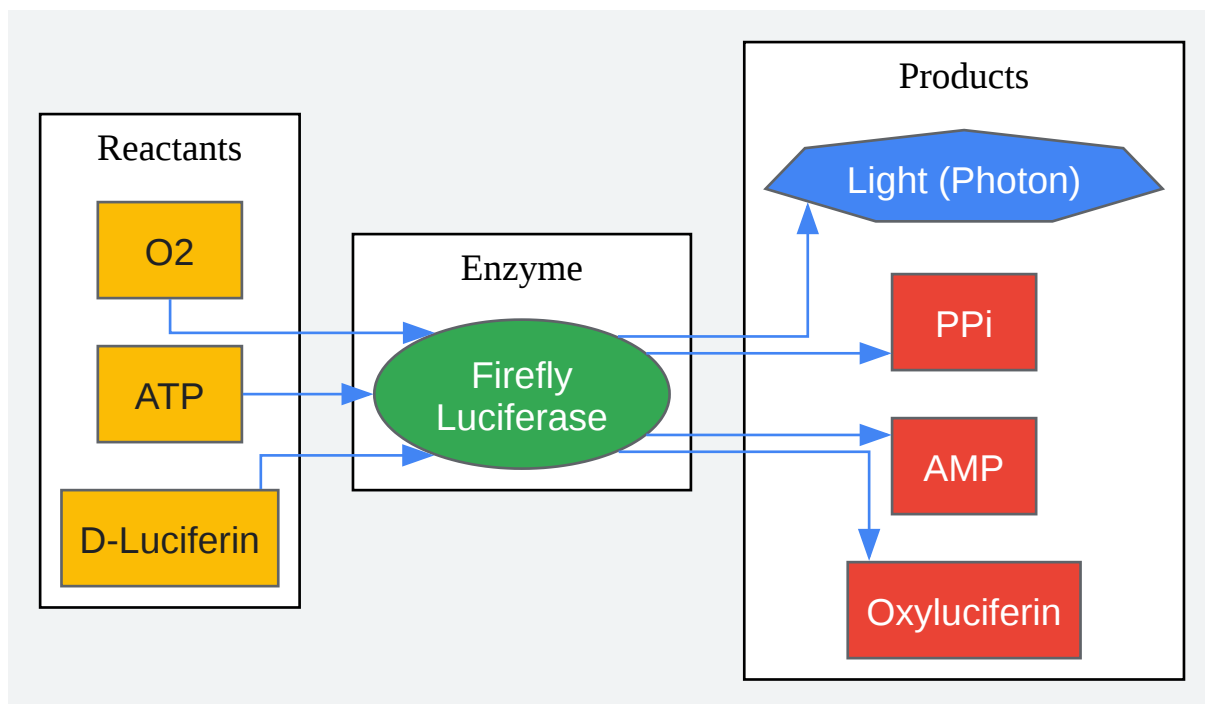 Reactants
O2
ATP
D-Luciferin
Enzyme
Firefly
Luciferase
Products
Light (Photon)
PPi
AMP
Oxyluciferin